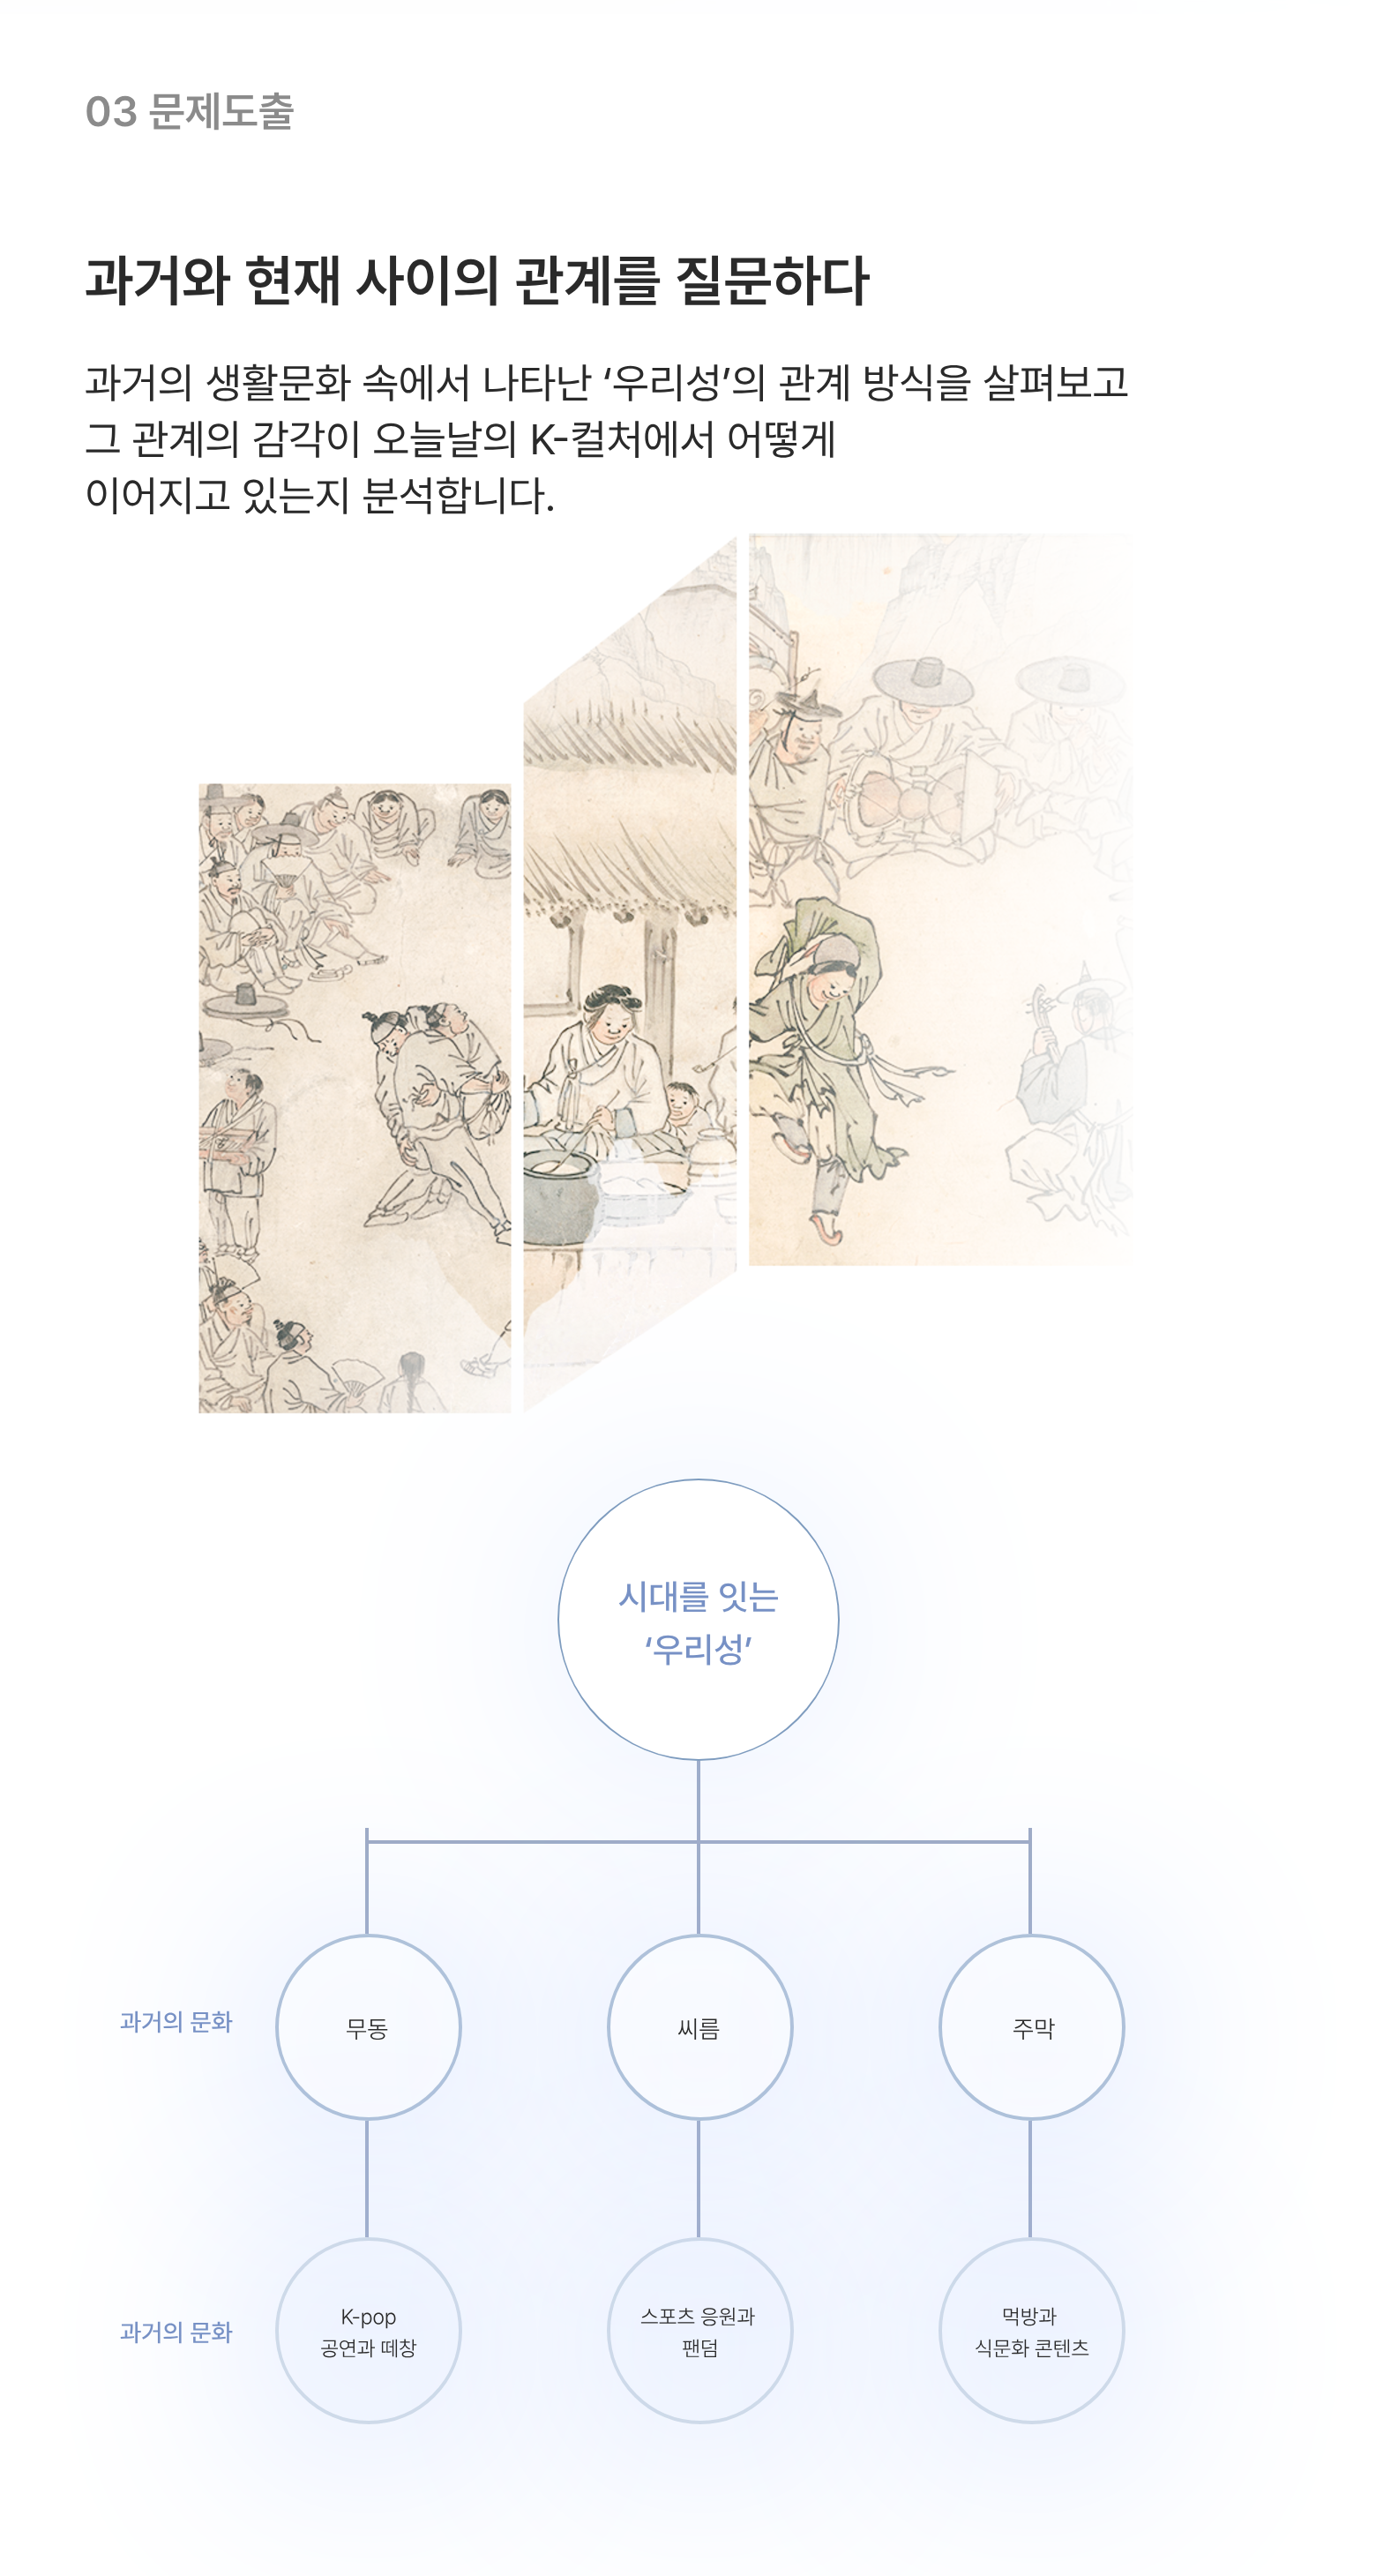 03 문제도출
과거와 현재 사이의 관계를 질문하다
과거의 생활문화 속에서 나타난 ‘우리성’의 관계 방식을 살펴보고
그 관계의 감각이 오늘날의 K-컬처에서 어떻게
이어지고 있는지 분석합니다.
시대를 잇는
‘우리성’
과거의 문화
무동
씨름
주막
과거의 문화
K-pop
공연과 떼창
스포츠 응원과
팬덤
먹방과
식문화 콘텐츠